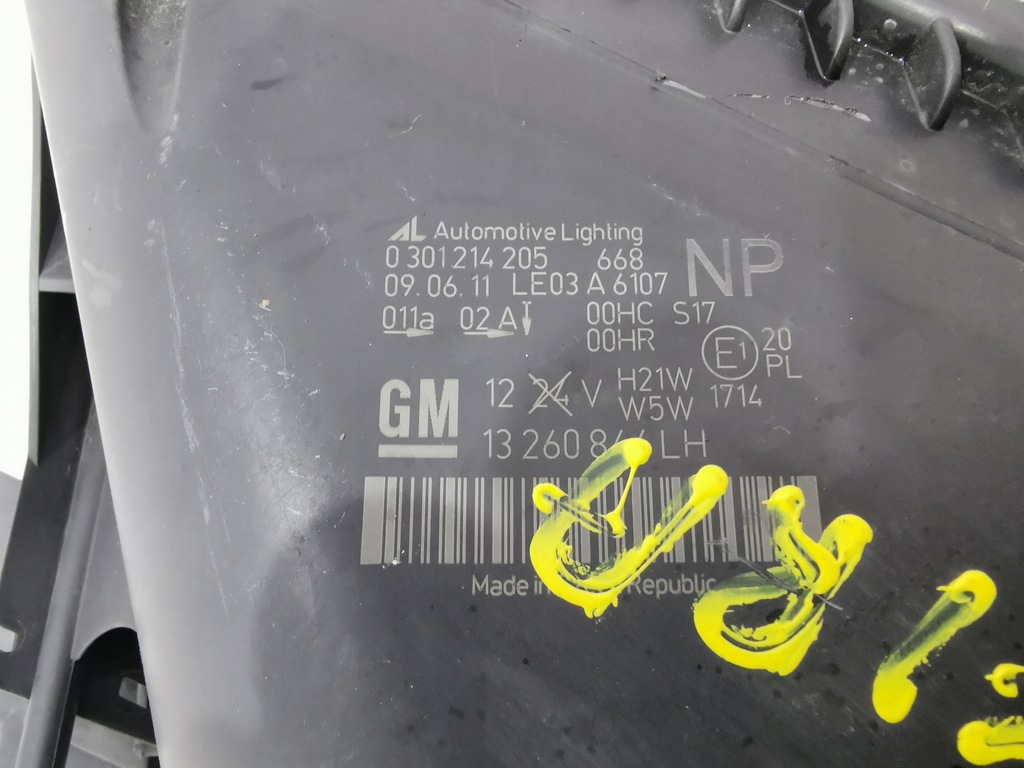 AL Automotive Lighting
0 301 214 205 668 NP
09.06.11 LE03 A 6107
011a 02 A 00HC S17
00HR E1 20
PL
12 24 V H21W 1714
W5W
GM
13 260 8 LH
Made in Republic